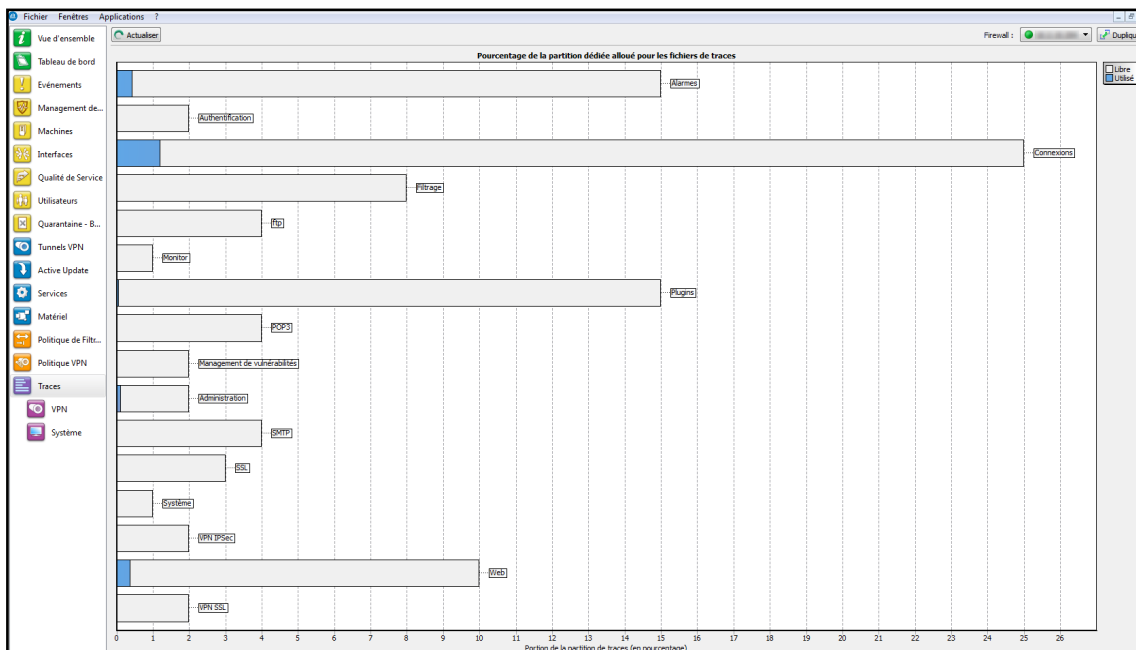 Fichier Fenêtres Applications ?
Actualiser
Firewall :
Dupliqu
Vue d'ensemble
Tableau de bord
Evénements
Management de...
Machines
Interfaces
Qualité de Service
Utilisateurs
Quarantaine - B...
Tunnels VPN
Active Update
Services
Matériel
Politique de Filtr...
Politique VPN
Traces
VPN
Système
Pourcentage de la partition dédiée alloué pour les fichiers de traces
Libre
Utilisé
Alarmes
Authentification
Connexions
Filtrage
ftp
Monitor
Plugins
POP3
Management de vulnérabilités
Administration
SMTP
SSL
Système
VPN IPSec
Web
VPN SSL
0 1 2 3 4 5 6 7 8 9 10 11 12 13 14 15 16 17 18 19 20 21 22 23 24 25 26
Portion de la partition de traces (en pourcentage)